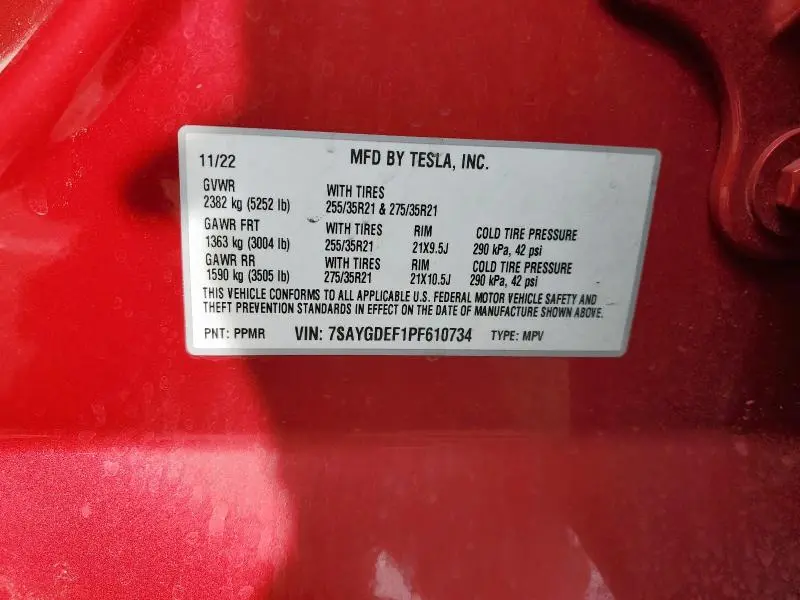 11/22 MFD BY TESLA, INC.
GVWR WITH TIRES
2382 kg (5252 lb) 255/35R21 & 275/35R21
GAWR FRT WITH TIRES RIM COLD TIRE PRESSURE
1363 kg (3004 lb) 255/35R21 21X9.5J 290 kPa, 42 psi
GAWR RR WITH TIRES RIM COLD TIRE PRESSURE
1590 kg (3505 lb) 275/35R21 21X10.5J 290 kPa, 42 psi
THIS VEHICLE CONFORMS TO ALL APPLICABLE U.S. FEDERAL MOTOR VEHICLE SAFETY AND
THEFT PREVENTION STANDARDS IN EFFECT ON THE DATE OF MANUFACTURE SHOWN ABOVE.
PNT: PPMR VIN: 7SAYGDEF1PF610734 TYPE: MPV